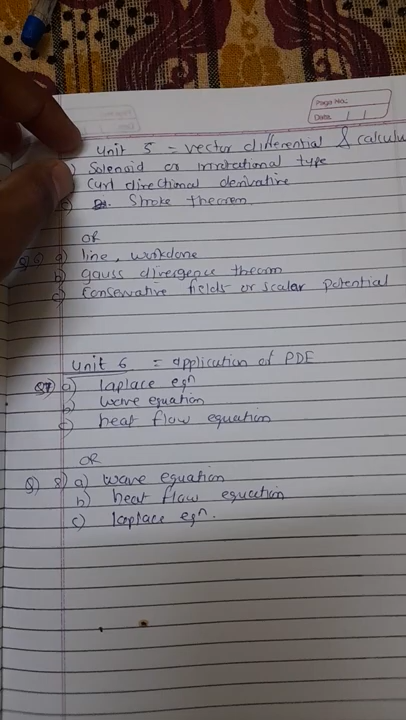 Page No.:
Date / /
Unit 5 = vector differential & calculu
) Solenoid or irrotational type
Curl directional derivative
c) Stroke theorem
OR
Q6) a) line, workdone
b) gauss divergence theorem
c) Conservative fields or scalar potential
Unit 6 = application of PDE
Q7) a) laplace eqn
b) wave equation
c) heat flow equation
OR
Q) 8) a) wave equation
b) heat flow equation
c) laplace eqn.